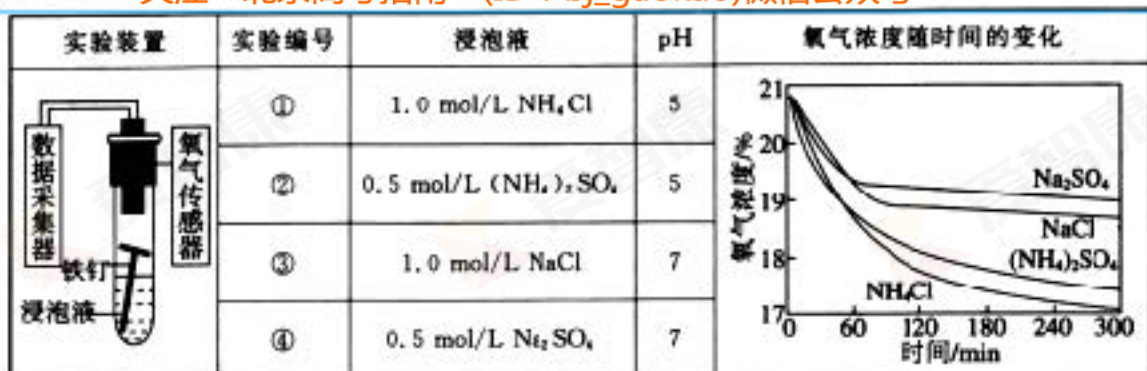 实验装置 实验编号 浸泡液 pH 氧气浓度随时间的变化
数据采集器
氧气传感器
铁钉
浸泡液
① 1.0 mol/L NH₄Cl 5
② 0.5 mol/L (NH₄)₂SO₄ 5
③ 1.0 mol/L NaCl 7
④ 0.5 mol/L Na₂SO₄ 7
氧气浓度/%
21
20
19
18
17
Na₂SO₄
NaCl
(NH₄)₂SO₄
NH₄Cl
0 60 120 180 240 300
时间/min